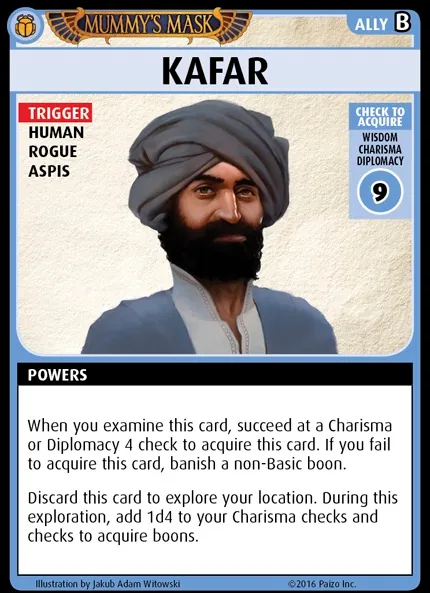 MUMMY'S MASK
ALLY B
KAFAR
TRIGGER
HUMAN
ROGUE
ASPIS
CHECK TO
ACQUIRE
WISDOM
CHARISMA
DIPLOMACY
9
POWERS
When you examine this card, succeed at a Charisma
or Diplomacy 4 check to acquire this card. If you fail
to acquire this card, banish a non-Basic boon.
Discard this card to explore your location. During this
exploration, add 1d4 to your Charisma checks and
checks to acquire boons.
Illustration by Jakub Adam Witowski
©2016 Paizo Inc.